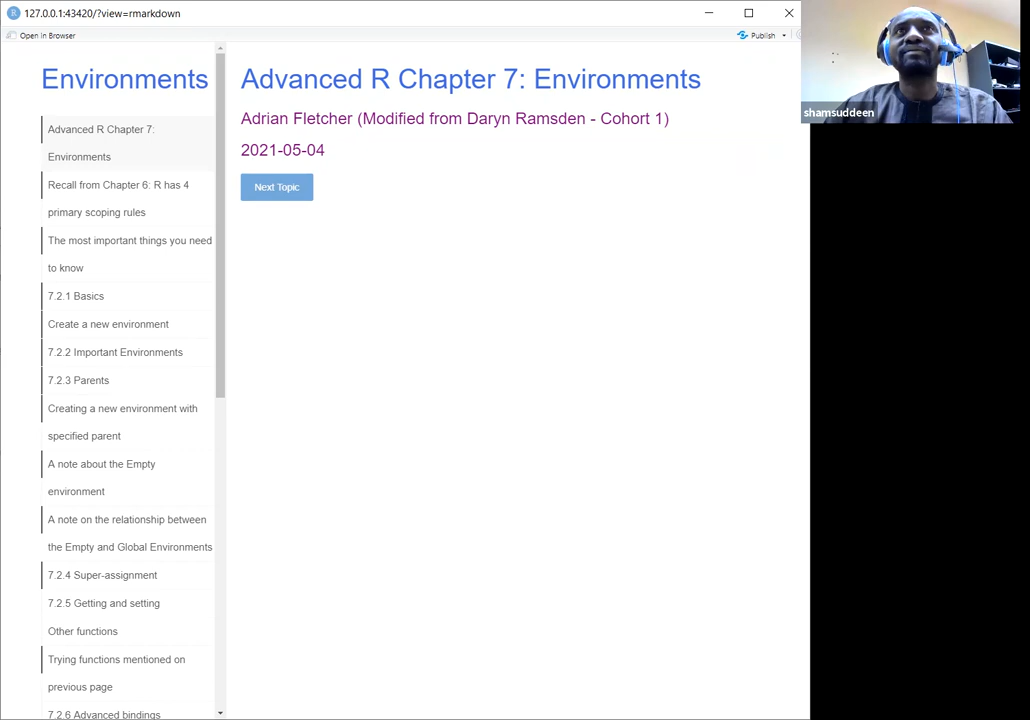 127.0.0.1:43420/?view=rmarkdown
Open in Browser
Publish
Environments
Advanced R Chapter 7:
Environments
Recall from Chapter 6: R has 4
primary scoping rules
The most important things you need
to know
7.2.1 Basics
Create a new environment
7.2.2 Important Environments
7.2.3 Parents
Creating a new environment with
specified parent
A note about the Empty
environment
A note on the relationship between
the Empty and Global Environments
7.2.4 Super-assignment
7.2.5 Getting and setting
Other functions
Trying functions mentioned on
previous page
7.2.6 Advanced bindings
Advanced R Chapter 7: Environments
Adrian Fletcher (Modified from Daryn Ramsden - Cohort 1)
2021-05-04
Next Topic
shamsuddeen